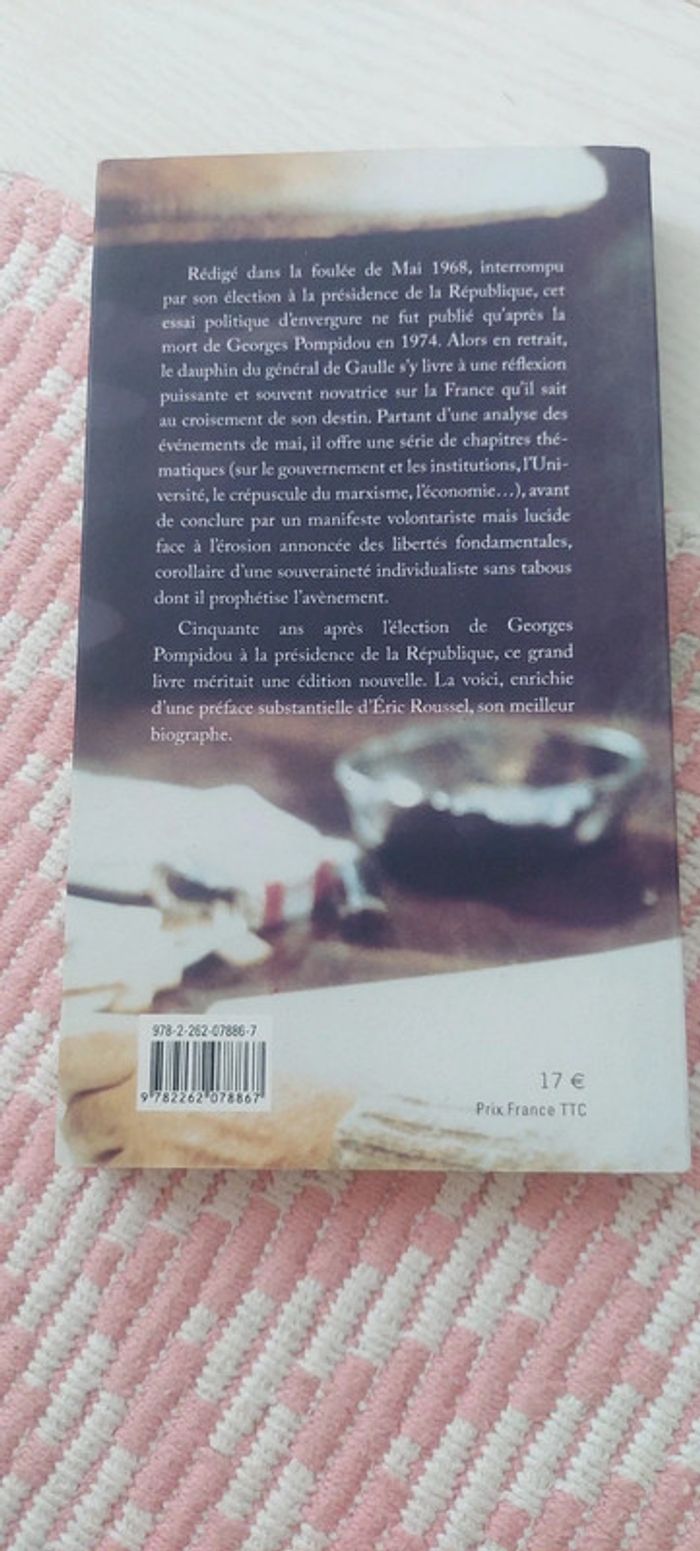 Rédigé dans la foulée de Mai 1968, interrompu
par son élection à la présidence de la République, cet
essai politique d'envergure ne fut publié qu'après la
mort de Georges Pompidou en 1974. Alors en retrait,
le dauphin du général de Gaulle s'y livre à une réflexion
puissante et souvent novatrice sur la France qu'il sait
au croisement de son destin. Partant d'une analyse des
événements de mai, il offre une série de chapitres thé-
matiques (sur le gouvernement et les institutions, l'Uni-
versité, le crépuscule du marxisme, l'économie…), avant
de conclure par un manifeste volontariste mais lucide
face à l'érosion annoncée des libertés fondamentales,
corollaire d'une souveraineté individualiste sans tabous
dont il prophétise l'avènement.
Cinquante ans après l'élection de Georges
Pompidou à la présidence de la République, ce grand
livre méritait une édition nouvelle. La voici, enrichie
d'une préface substantielle d'Éric Roussel, son meilleur
biographe.
978-2-262-07886-7
9 782262 078867
17 €
Prix France TTC